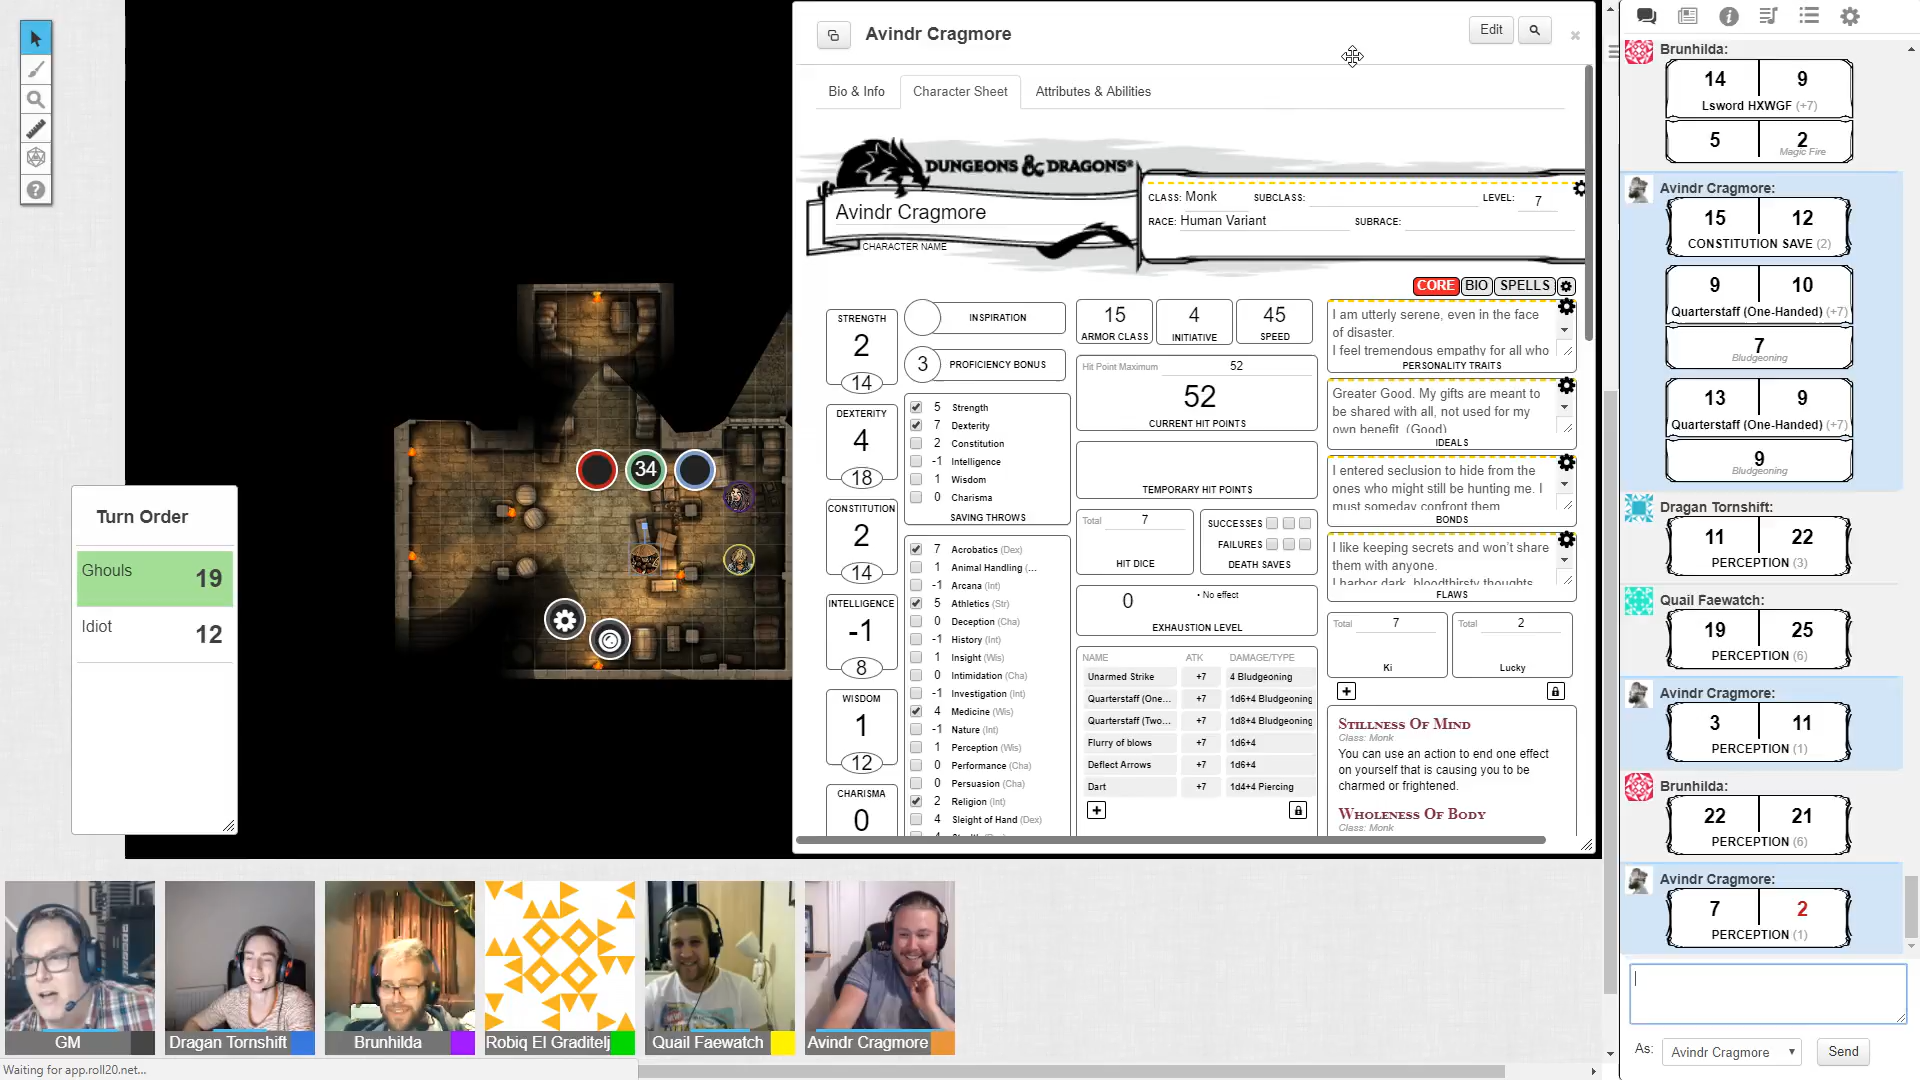 Avindr Cragmore
Edit
Bio & Info
Character Sheet
Attributes & Abilities
DUNGEONS & DRAGONS®
Avindr Cragmore
CHARACTER NAME
CLASS: Monk SUBCLASS: LEVEL: 7
RACE: Human Variant SUBRACE:
CORE BIO SPELLS
STRENGTH
2
14
DEXTERITY
4
18
CONSTITUTION
2
14
INTELLIGENCE
-1
8
WISDOM
1
12
CHARISMA
0
INSPIRATION
3 PROFICIENCY BONUS
5 Strength
7 Dexterity
2 Constitution
-1 Intelligence
1 Wisdom
0 Charisma
SAVING THROWS
7 Acrobatics (Dex)
1 Animal Handling (...
-1 Arcana (Int)
5 Athletics (Str)
0 Deception (Cha)
-1 History (Int)
1 Insight (Wis)
0 Intimidation (Cha)
-1 Investigation (Int)
4 Medicine (Wis)
-1 Nature (Int)
1 Perception (Wis)
0 Performance (Cha)
0 Persuasion (Cha)
2 Religion (Int)
4 Sleight of Hand (Dex)
15
ARMOR CLASS
4
INITIATIVE
45
SPEED
Hit Point Maximum 52
52
CURRENT HIT POINTS
TEMPORARY HIT POINTS
Total 7
HIT DICE
SUCCESSES
FAILURES
DEATH SAVES
0 • No effect
EXHAUSTION LEVEL
NAME ATK DAMAGE/TYPE
Unarmed Strike +7 4 Bludgeoning
Quarterstaff (One... +7 1d6+4 Bludgeoning
Quarterstaff (Two... +7 1d8+4 Bludgeoning
Flurry of blows +7 1d6+4
Deflect Arrows +7 1d6+4
Dart +7 1d4+4 Piercing
I am utterly serene, even in the face
of disaster.
I feel tremendous empathy for all who
PERSONALITY TRAITS
Greater Good. My gifts are meant to
be shared with all, not used for my
own benefit. (Good)
IDEALS
I entered seclusion to hide from the
ones who might still be hunting me. I
must someday confront them
BONDS
I like keeping secrets and won't share
them with anyone.
I harbor dark, bloodthirsty thoughts
FLAWS
Total 7
Ki
Total 2
Lucky
STILLNESS OF MIND
Class: Monk
You can use an action to end one effect
on yourself that is causing you to be
charmed or frightened.
WHOLENESS OF BODY
Class: Monk
34
Turn Order
Ghouls 19
Idiot 12
Brunhilda:
14 9
Lsword HXWGF (+7)
5 2
Magic Fire
Avindr Cragmore:
15 12
CONSTITUTION SAVE (2)
9 10
Quarterstaff (One-Handed) (+7)
7
Bludgeoning
13 9
Quarterstaff (One-Handed) (+7)
9
Bludgeoning
Dragan Tornshift:
11 22
PERCEPTION (3)
Quail Faewatch:
19 25
PERCEPTION (6)
Avindr Cragmore:
3 11
PERCEPTION (1)
Brunhilda:
22 21
PERCEPTION (6)
Avindr Cragmore:
7 2
PERCEPTION (1)
As: Avindr Cragmore
Send
GM
Dragan Tornshift
Brunhilda
Robiq El Graditelj
Quail Faewatch
Avindr Cragmore
Waiting for app.roll20.net...